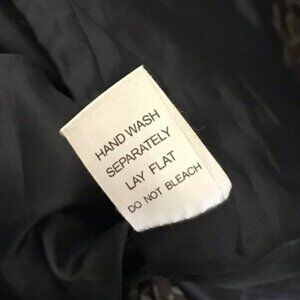 HAND WASH
SEPARATELY
LAY FLAT
DO NOT BLEACH